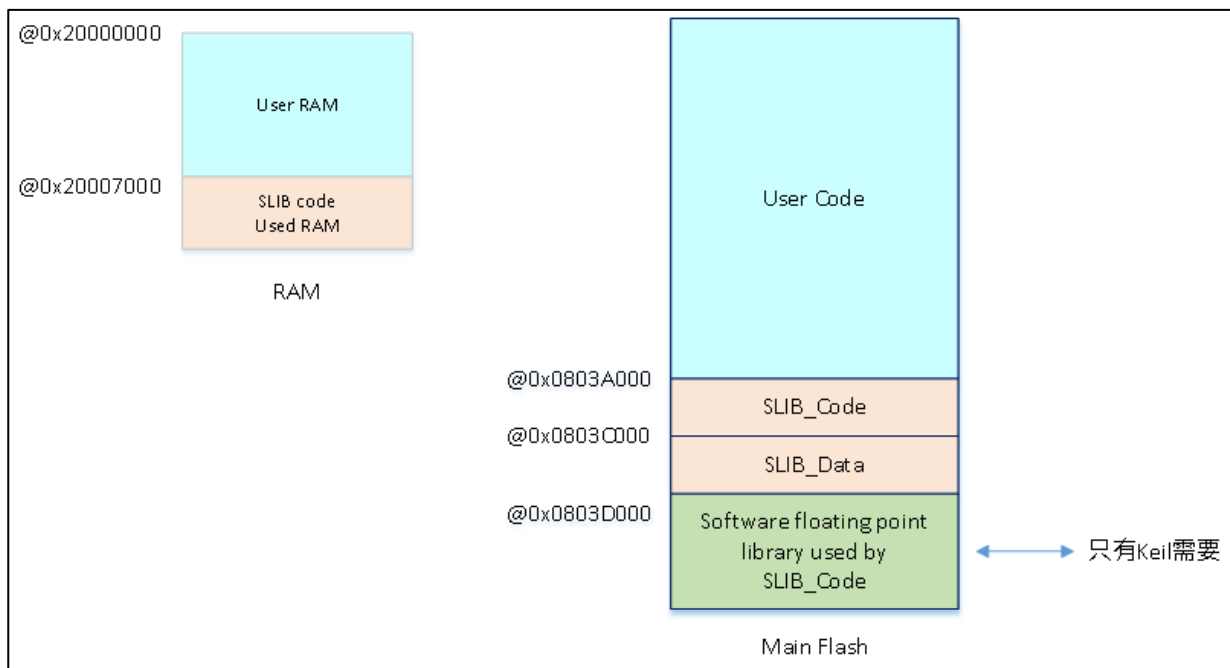 @0x20000000
User RAM
@0x20007000
SLIB code
Used RAM
RAM
User Code
@0x0803A000
SLIB_Code
@0x0803C000
SLIB_Data
@0x0803D000
Software floating point
library used by
SLIB_Code
只有Keil需要
Main Flash